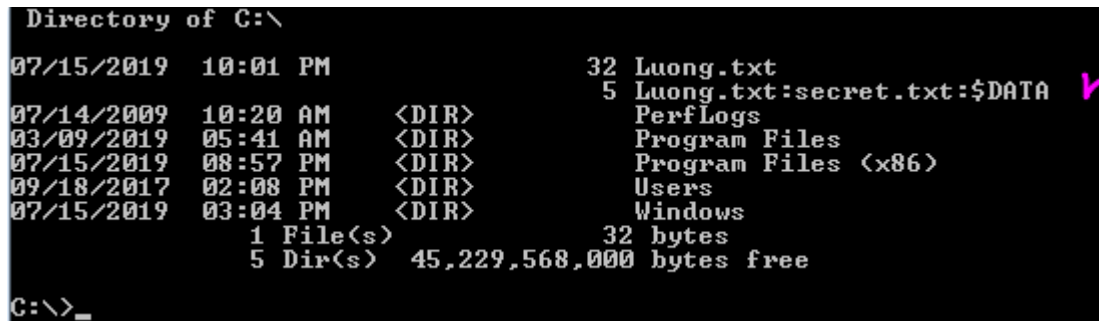 Directory of C:\
07/15/2019  10:01 PM                32 Luong.txt
                                     5 Luong.txt:secret.txt:$DATA
07/14/2009  10:20 AM    <DIR>          PerfLogs
03/09/2019  05:41 AM    <DIR>          Program Files
07/15/2019  08:57 PM    <DIR>          Program Files (x86)
09/18/2017  02:08 PM    <DIR>          Users
07/15/2019  03:04 PM    <DIR>          Windows
               1 File(s)             32 bytes
               5 Dir(s)  45,229,568,000 bytes free
C:\>_